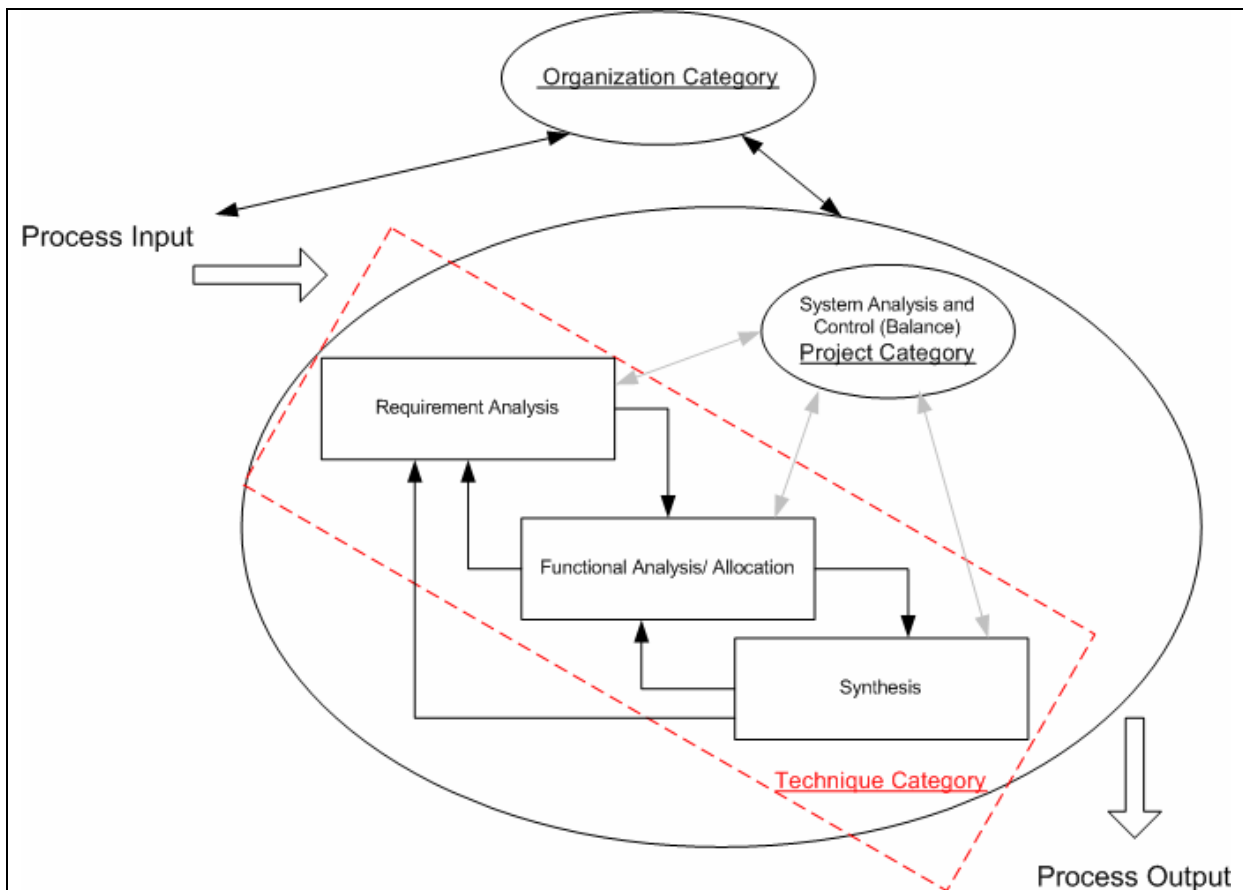 Organization Category
Process Input
System Analysis and
Control (Balance)
Project Category
Requirement Analysis
Functional Analysis/ Allocation
Synthesis
Technique Category
Process Output